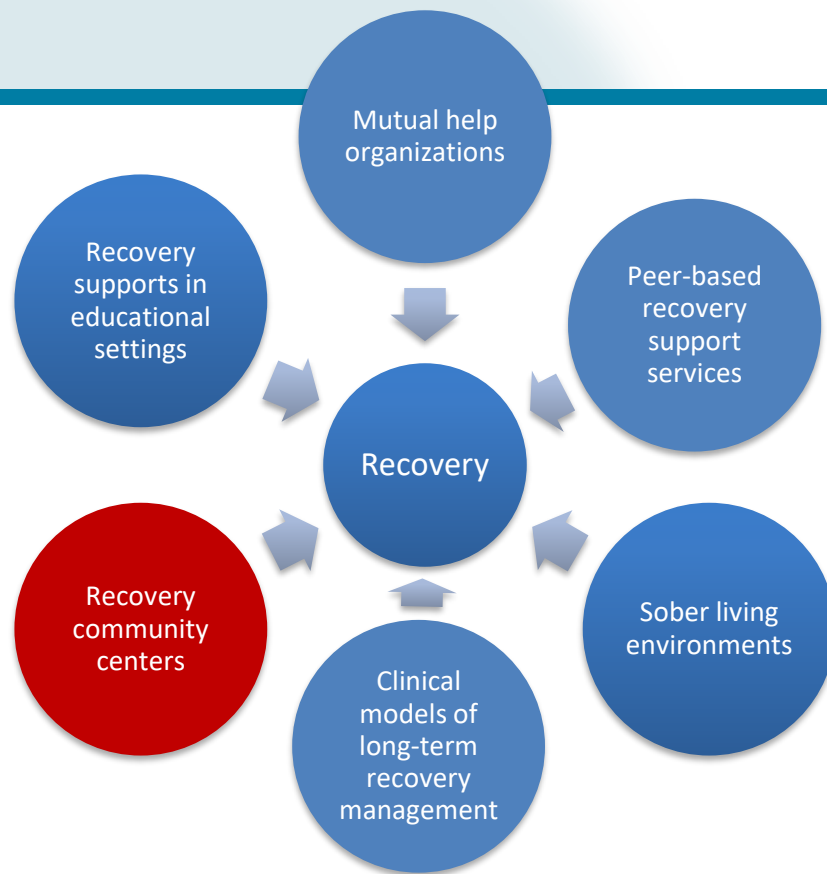 Mutual help
organizations
Recovery
supports in
educational
settings
Peer-based
recovery
support
services
Recovery
Recovery
community
centers
Sober living
environments
Clinical
models of
long-term
recovery
management